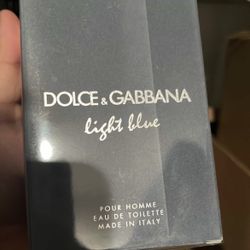 DOLCE & GABBANA
light blue
POUR HOMME
EAU DE TOILETTE
MADE IN ITALY